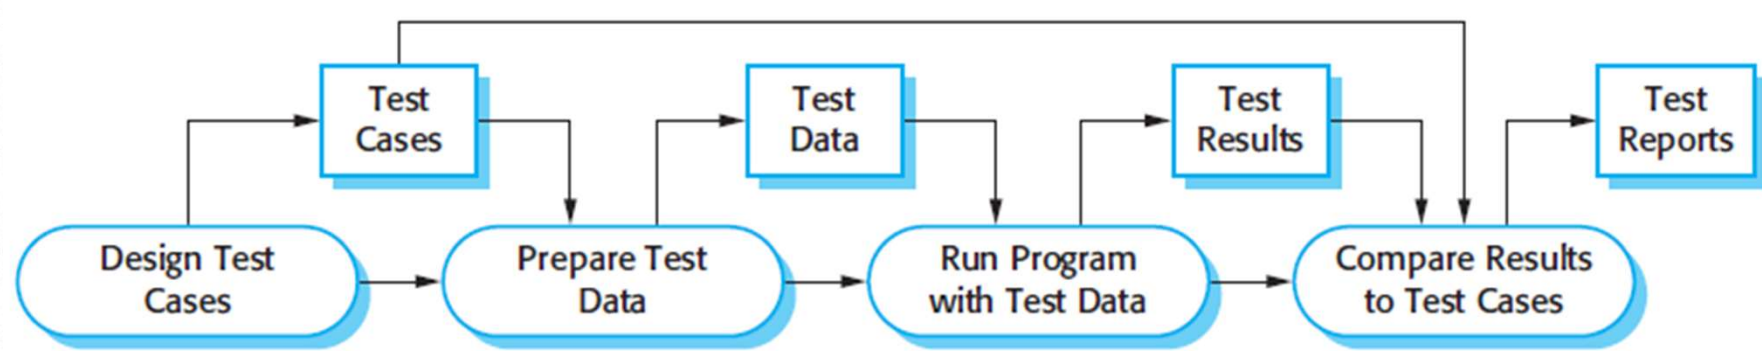 Test
Cases
Test
Data
Test
Results
Test
Reports
Design Test
Cases
Prepare Test
Data
Run Program
with Test Data
Compare Results
to Test Cases